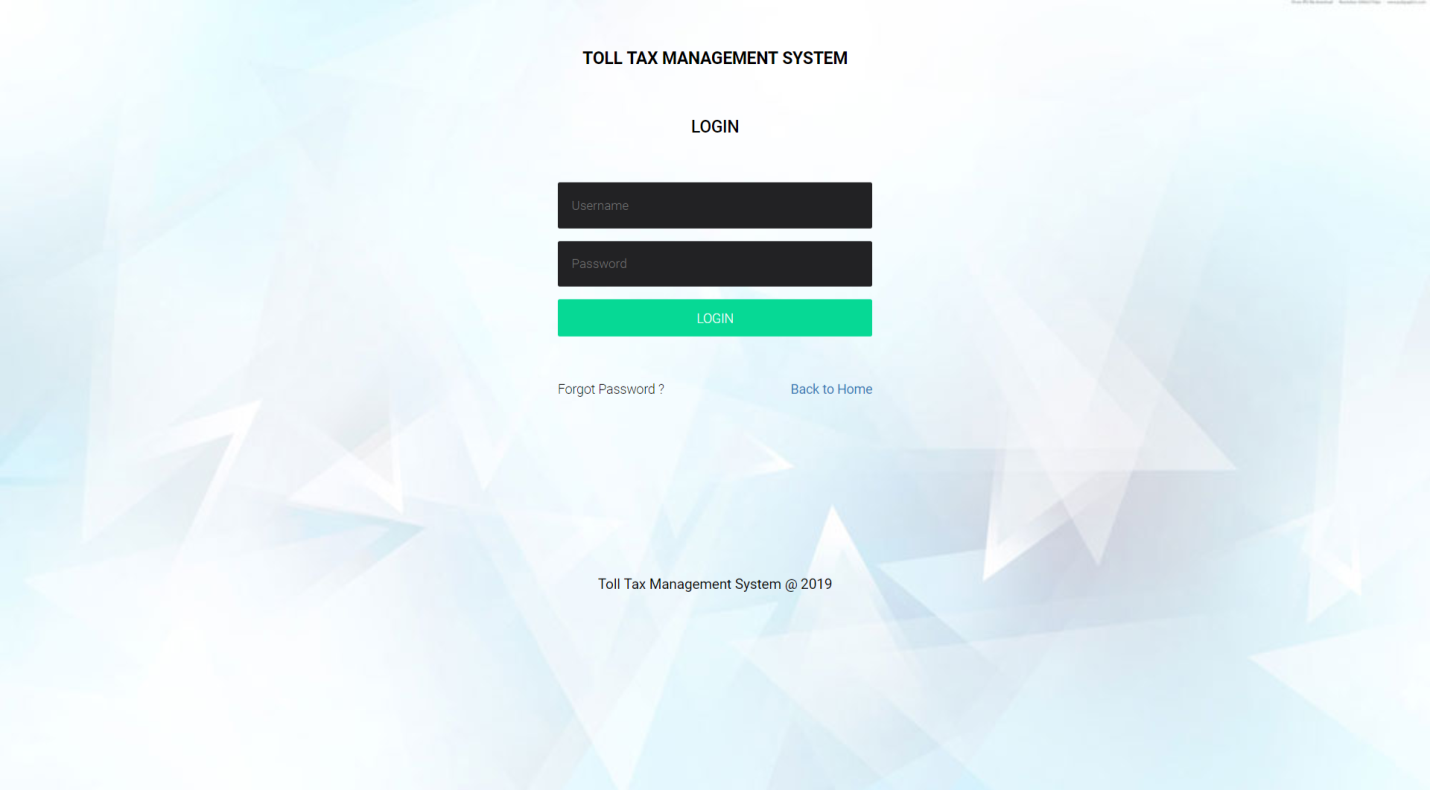 TOLL TAX MANAGEMENT SYSTEM
LOGIN
Username
Password
LOGIN
Forgot Password ?
Back to Home
Toll Tax Management System @ 2019